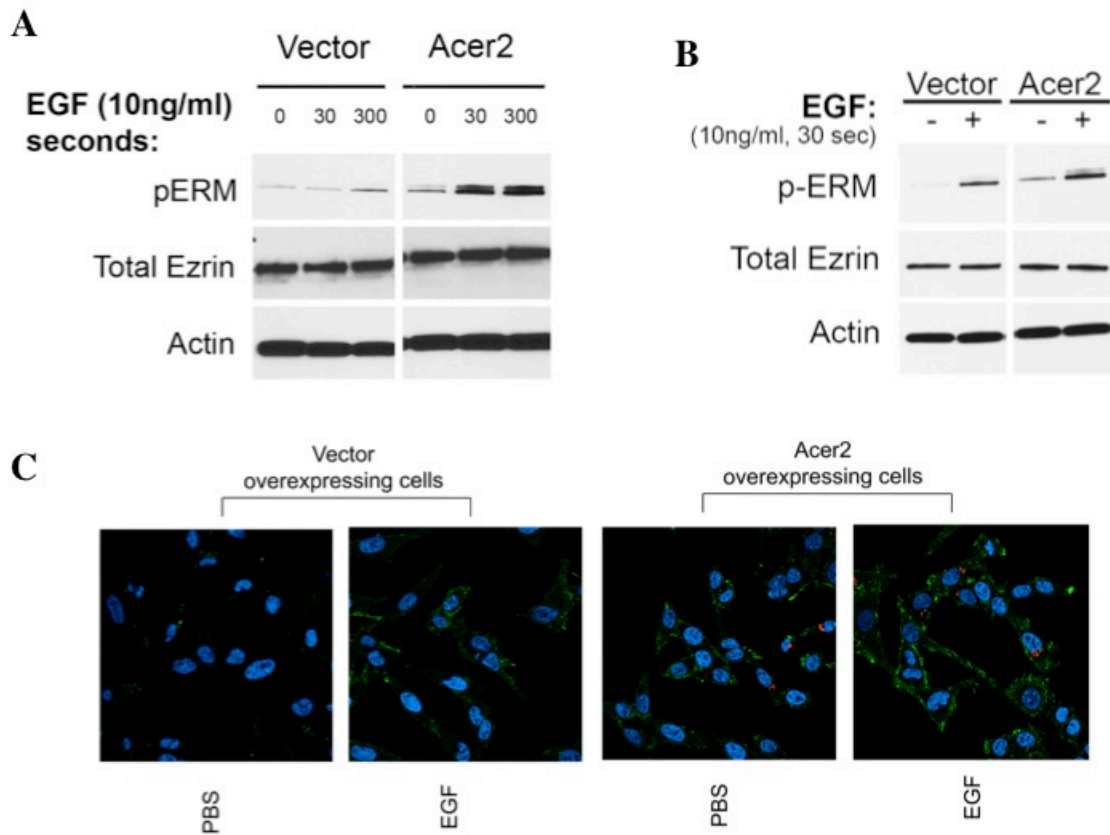 A
Vector Acer2
EGF (10ng/ml)
seconds:
0 30 300 0 30 300
pERM
Total Ezrin
Actin
B
Vector Acer2
EGF:
- + - +
(10ng/ml, 30 sec)
p-ERM
Total Ezrin
Actin
C
Vector
overexpressing cells
Acer2
overexpressing cells
PBS
EGF
PBS
EGF